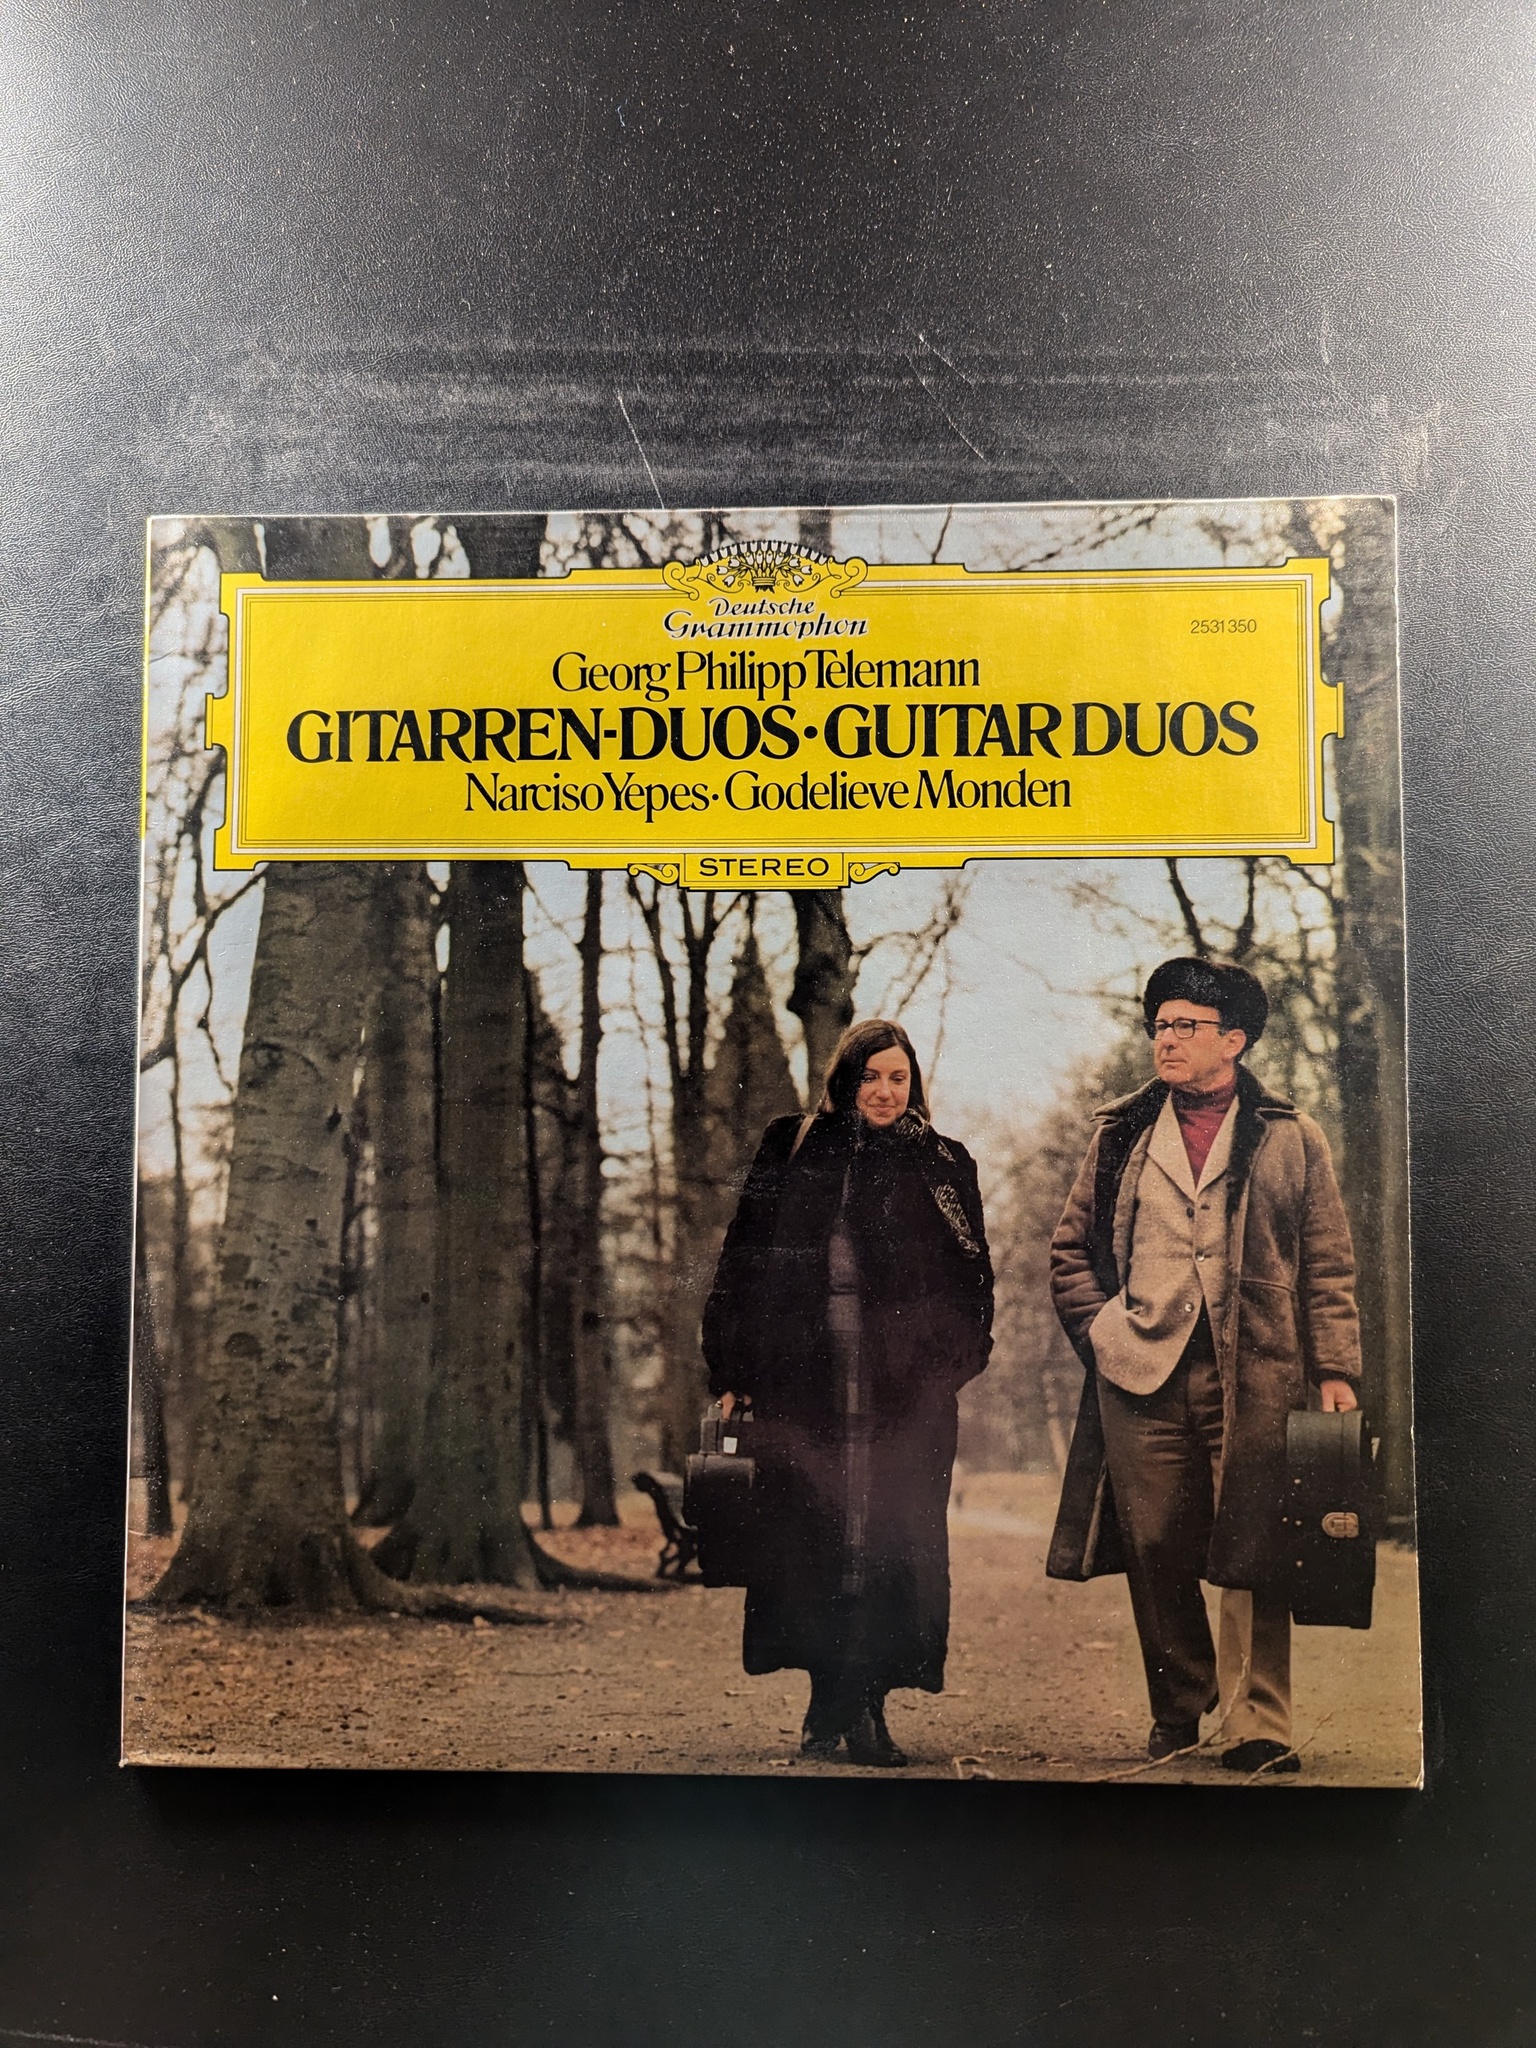 Deutsche
Grammophon
2531 350
Georg Philipp Telemann
GITARREN-DUOS • GUITAR DUOS
Narciso Yepes • Godelieve Monden
STEREO